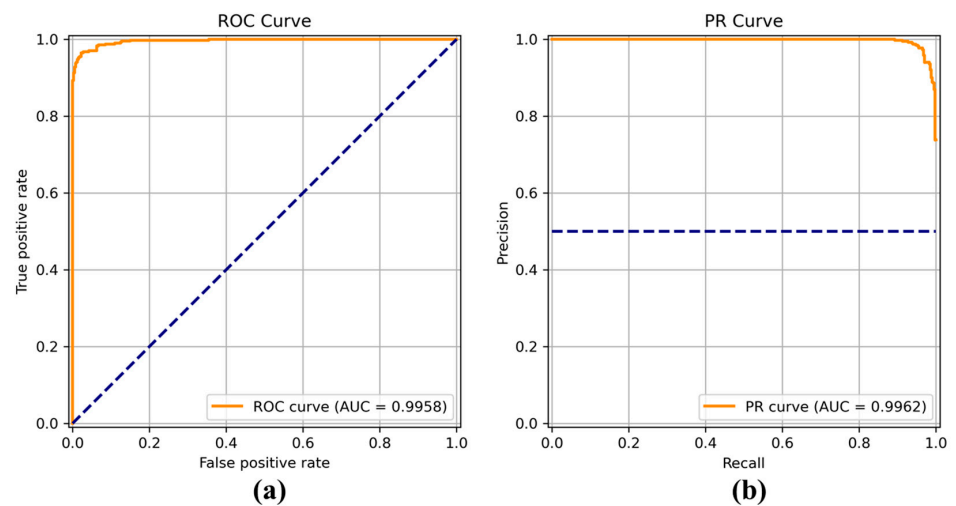 ROC Curve
1.0
0.8
0.6
0.4
0.2
0.0
True positive rate
0.0 0.2 0.4 0.6 0.8 1.0
False positive rate
ROC curve (AUC = 0.9958)
(a)
PR Curve
1.0
0.8
0.6
0.4
0.2
0.0
Precision
0.0 0.2 0.4 0.6 0.8 1.0
Recall
PR curve (AUC = 0.9962)
(b)